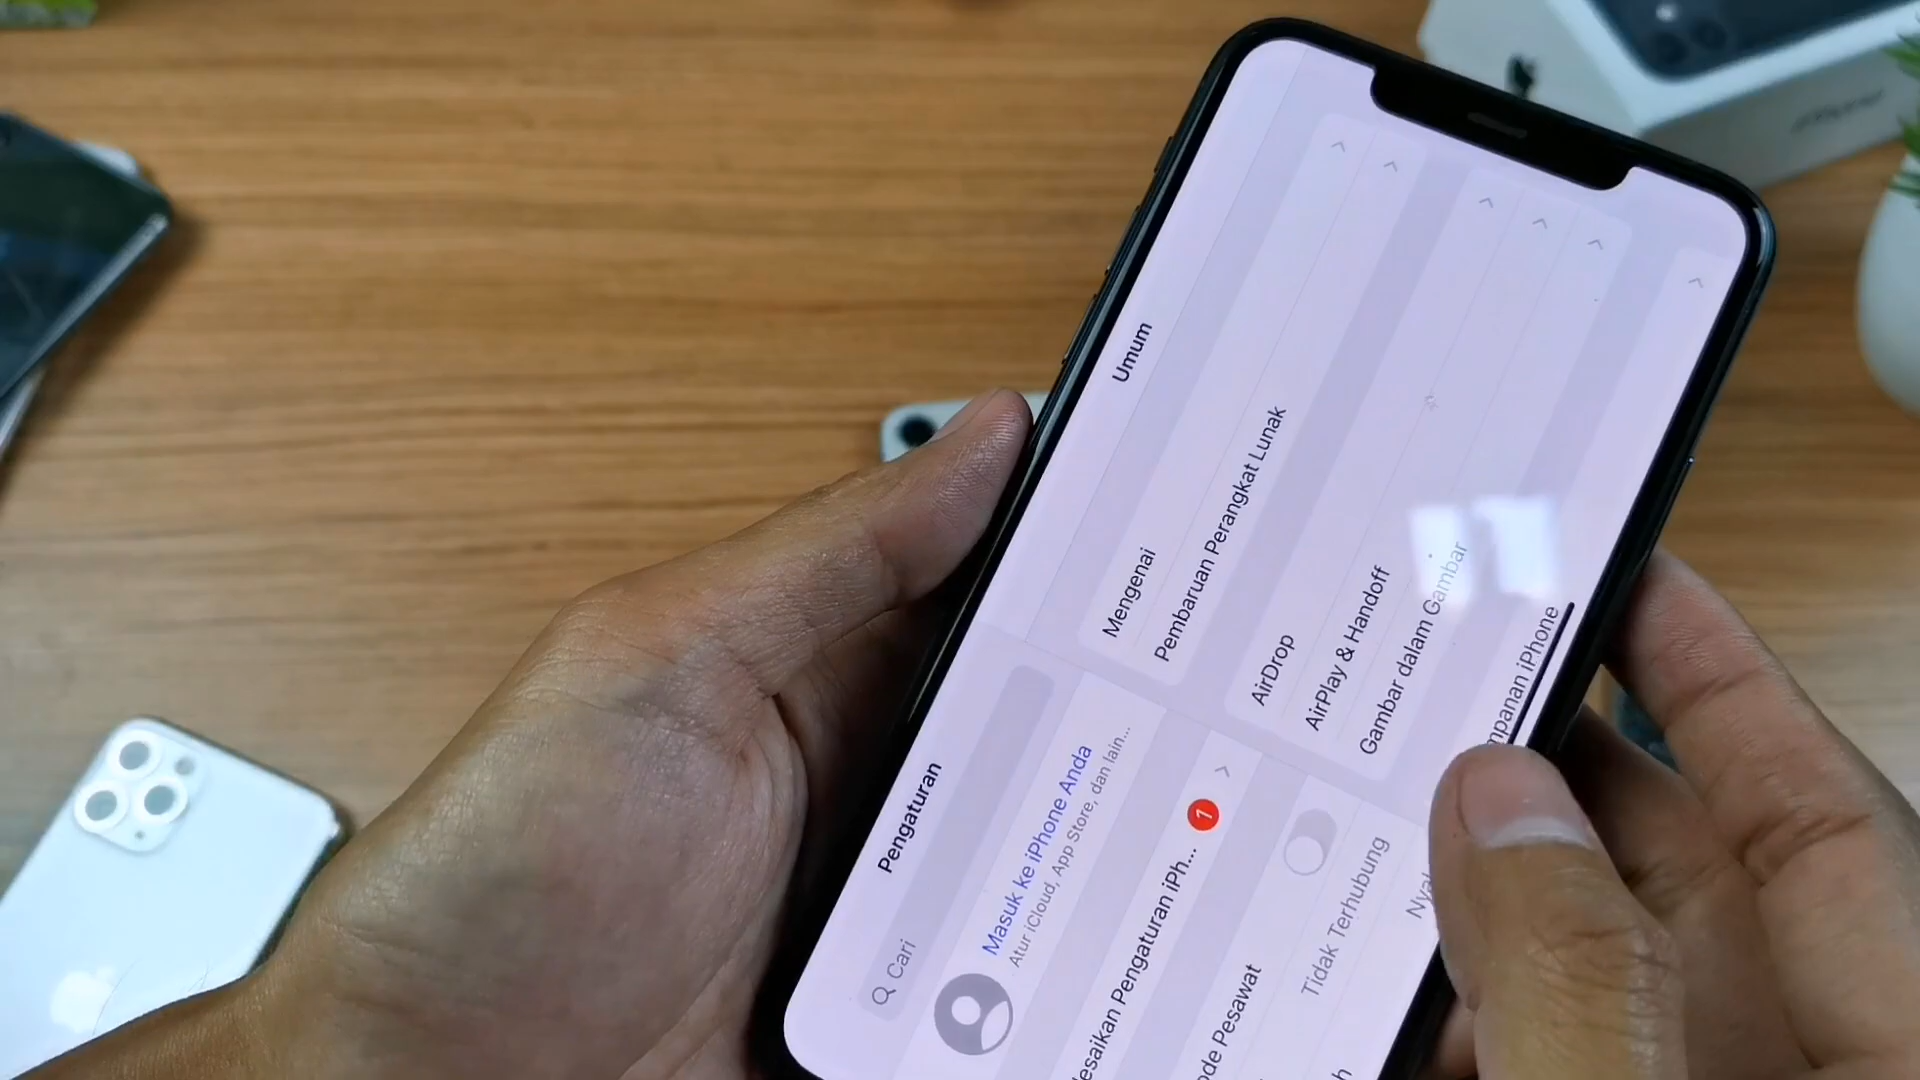 Pengaturan
Cari
Masuk ke iPhone Anda
Atur iCloud, App Store, dan lain...
esaikan Pengaturan iPh... 1
ode Pesawat
Tidak Terhubung
Umum
Mengenai
Pembaruan Perangkat Lunak
AirDrop
AirPlay & Handoff
Gambar dalam Gambar
mpanan iPhone
iPhone